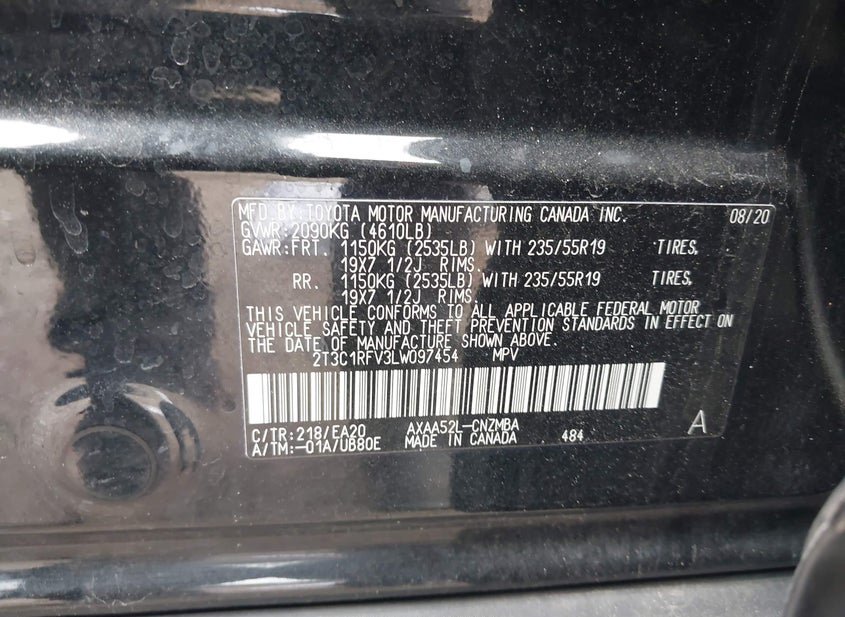 MFD.BY:TOYOTA MOTOR MANUFACTURING CANADA INC. 08/20
GVWR:2090KG (4610LB)
GAWR:FRT. 1150KG (2535LB) WITH 235/55R19 TIRES,
19X7 1/2J RIMS.
RR. 1150KG (2535LB) WITH 235/55R19 TIRES,
19X7 1/2J RIMS.
THIS VEHICLE CONFORMS TO ALL APPLICABLE FEDERAL MOTOR
VEHICLE SAFETY AND THEFT PREVENTION STANDARDS IN EFFECT ON
THE DATE OF MANUFACTURE SHOWN ABOVE.
2T3C1RFV3LW097454 MPV
C/TR:218/EA20 AXAA52L-CNZMBA A
A/TM:-01A/UB80E MADE IN CANADA 484